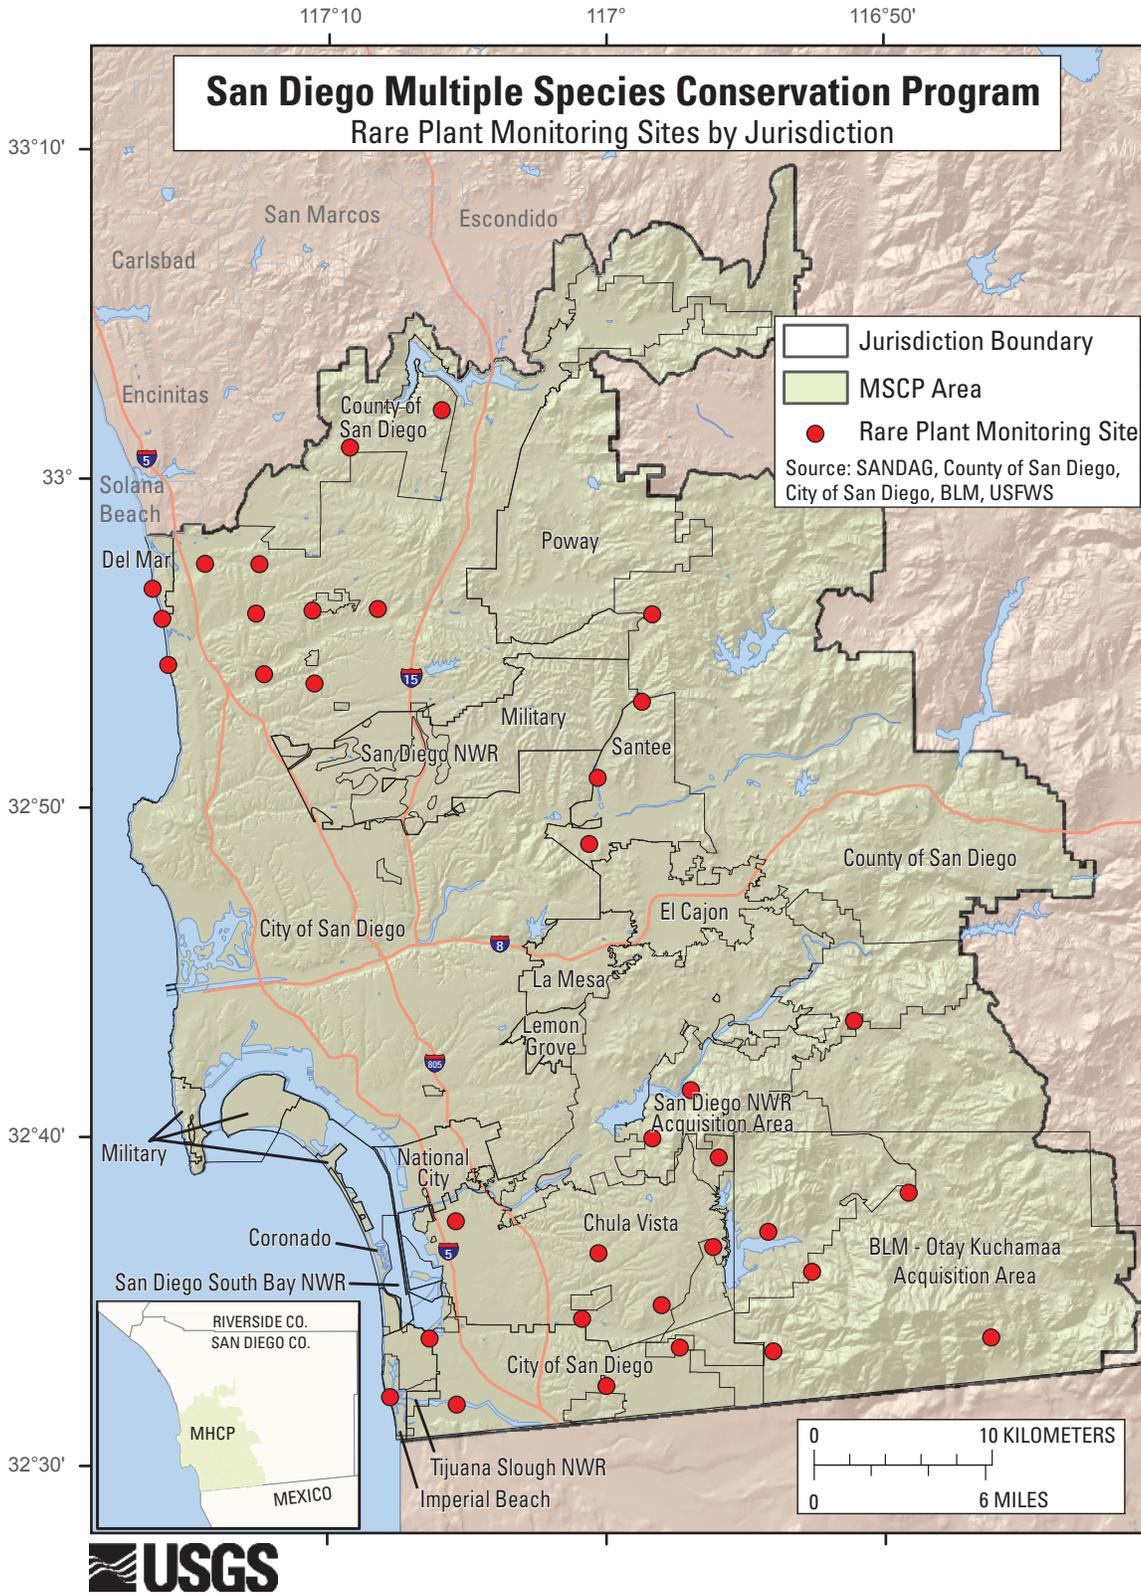 117°10'
117°
116°50'
San Diego Multiple Species Conservation Program
Rare Plant Monitoring Sites by Jurisdiction
33°10'
San Marcos
Escondido
Carlsbad
Jurisdiction Boundary
MSCP Area
Rare Plant Monitoring Site
Source: SANDAG, County of San Diego,
City of San Diego, BLM, USFWS
Encinitas
County of
San Diego
5
33°
Solana
Beach
Poway
Del Mar
15
Military
Santee
San Diego NWR
32°50'
County of San Diego
El Cajon
City of San Diego
8
La Mesa
Lemon
Grove
805
San Diego NWR
Acquisition Area
32°40'
Military
National
City
Chula Vista
Coronado
5
BLM - Otay Kuchamaa
Acquisition Area
San Diego South Bay NWR
RIVERSIDE CO.
SAN DIEGO CO.
City of San Diego
MHCP
0
10 KILOMETERS
32°30'
Tijuana Slough NWR
MEXICO
Imperial Beach
0
6 MILES
USGS